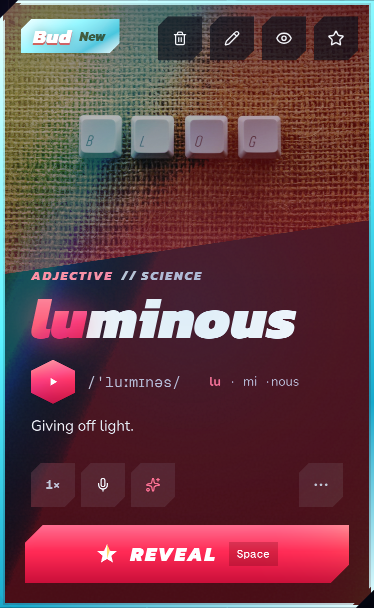 Bud New
B L O G
ADJECTIVE // SCIENCE
luminous
/ˈluːmɪnəs/ lu · mi · nous
Giving off light.
1×
REVEAL Space